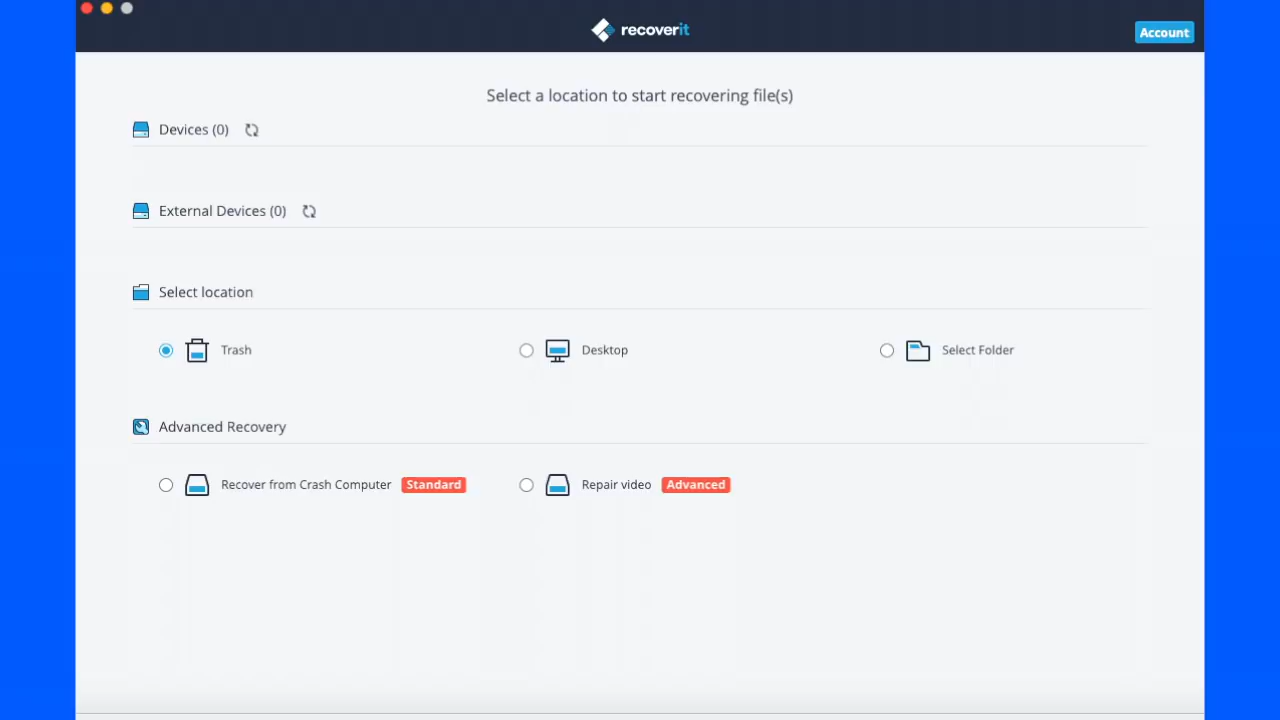 recoverit
Account
Select a location to start recovering file(s)
Devices (0)
External Devices (0)
Select location
Trash
Desktop
Select Folder
Advanced Recovery
Recover from Crash Computer Standard
Repair video Advanced